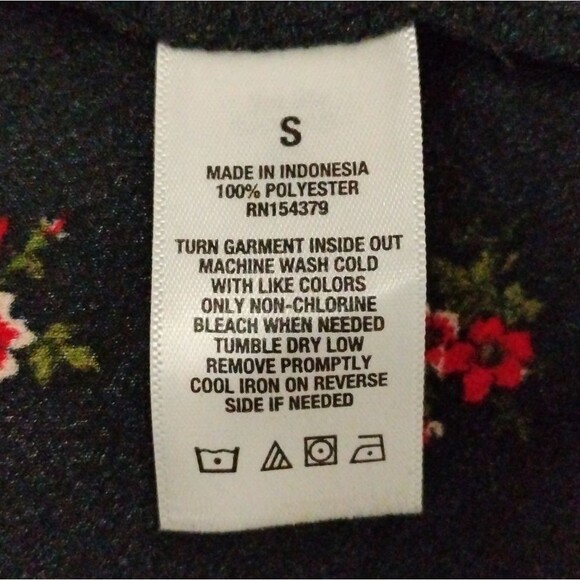 S
MADE IN INDONESIA
100% POLYESTER
RN154379
TURN GARMENT INSIDE OUT
MACHINE WASH COLD
WITH LIKE COLORS
ONLY NON-CHLORINE
BLEACH WHEN NEEDED
TUMBLE DRY LOW
REMOVE PROMPTLY
COOL IRON ON REVERSE
SIDE IF NEEDED